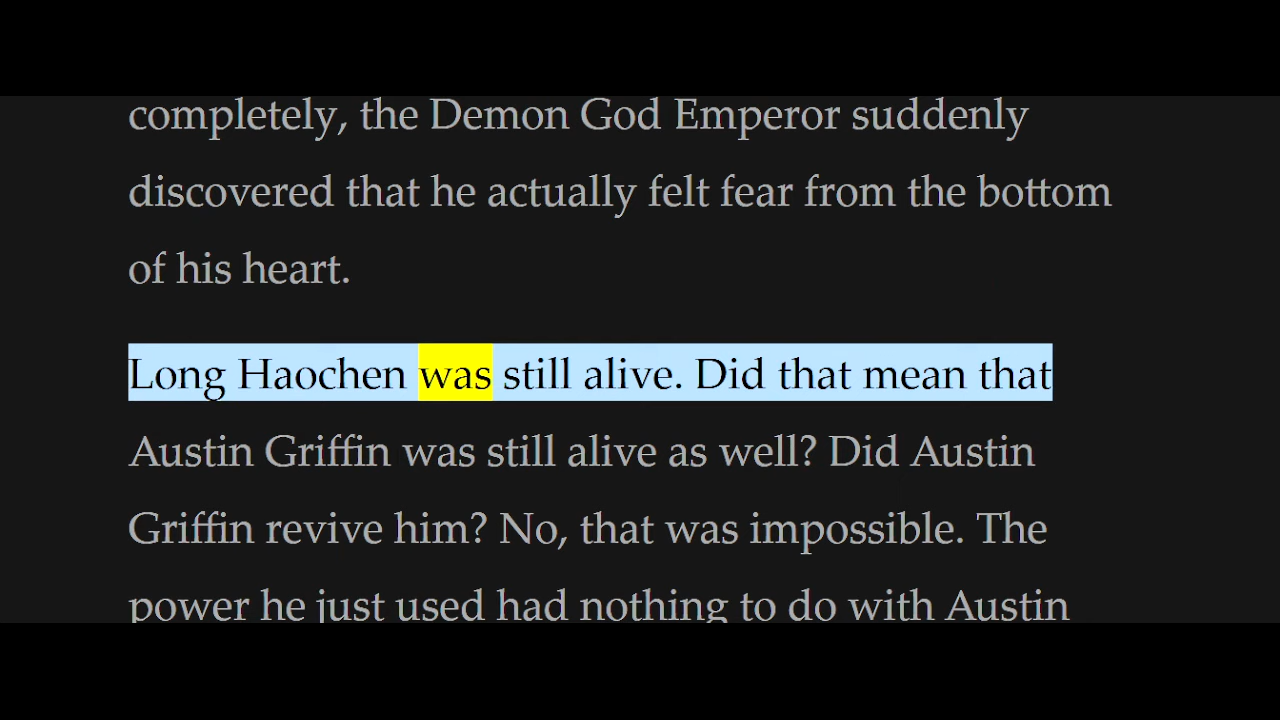 completely, the Demon God Emperor suddenly
discovered that he actually felt fear from the bottom
of his heart.
Long Haochen was still alive. Did that mean that
Austin Griffin was still alive as well? Did Austin
Griffin revive him? No, that was impossible. The
power he just used had nothing to do with Austin